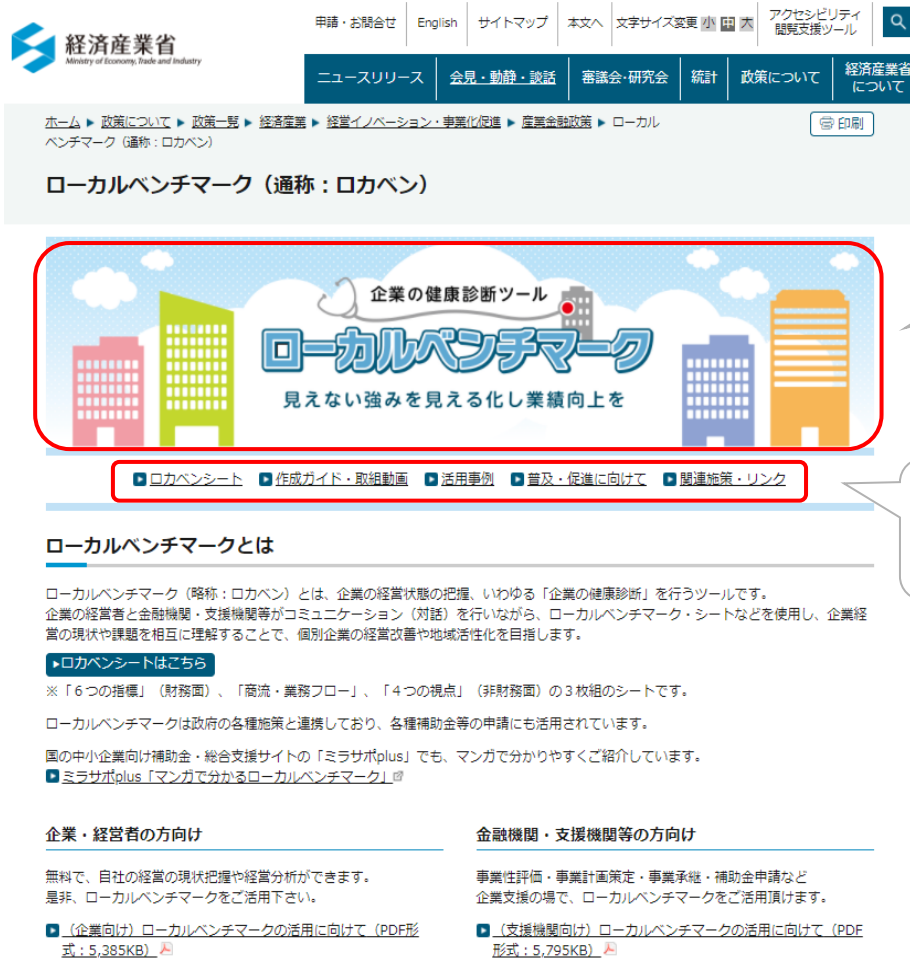 経済産業省
Ministry of Economy, Trade and Industry
申請・お問合せ English サイトマップ 本文へ 文字サイズ変更 小 中 大 アクセシビリティ
閲覧支援ツール
ニュースリリース 会見・動静・談話 審議会・研究会 統計 政策について 経済産業省
について
ホーム ▶ 政策について ▶ 政策一覧 ▶ 経済産業 ▶ 経営イノベーション・事業化促進 ▶ 産業金融政策 ▶ ローカル
ベンチマーク（通称：ロカベン）
印刷
ローカルベンチマーク（通称：ロカベン）
企業の健康診断ツール
ローカルベンチマーク
見えない強みを見える化し業績向上を
ロカベンシート 作成ガイド・取組動画 活用事例 普及・促進に向けて 関連施策・リンク
ローカルベンチマークとは
ローカルベンチマーク（略称：ロカベン）とは、企業の経営状態の把握、いわゆる「企業の健康診断」を行うツールです。
企業の経営者と金融機関・支援機関等がコミュニケーション（対話）を行いながら、ローカルベンチマーク・シートなどを使用し、企業経
営の現状や課題を相互に理解することで、個別企業の経営改善や地域活性化を目指します。
▸ロカベンシートはこちら
※「６つの指標」（財務面）、「商流・業務フロー」、「４つの視点」（非財務面）の３枚組のシートです。
ローカルベンチマークは政府の各種施策と連携しており、各種補助金等の申請にも活用されています。
国の中小企業向け補助金・総合支援サイトの「ミラサポplus」でも、マンガで分かりやすくご紹介しています。
ミラサポplus「マンガで分かるローカルベンチマーク」
企業・経営者の方向け
無料で、自社の経営の現状把握や経営分析ができます。
是非、ローカルベンチマークをご活用下さい。
（企業向け）ローカルベンチマークの活用に向けて（PDF形
式：5,385KB）
金融機関・支援機関等の方向け
事業性評価・事業計画策定・事業承継・補助金申請など
企業支援の場で、ローカルベンチマークをご活用頂けます。
（支援機関向け）ローカルベンチマークの活用に向けて（PDF
形式：5,795KB）